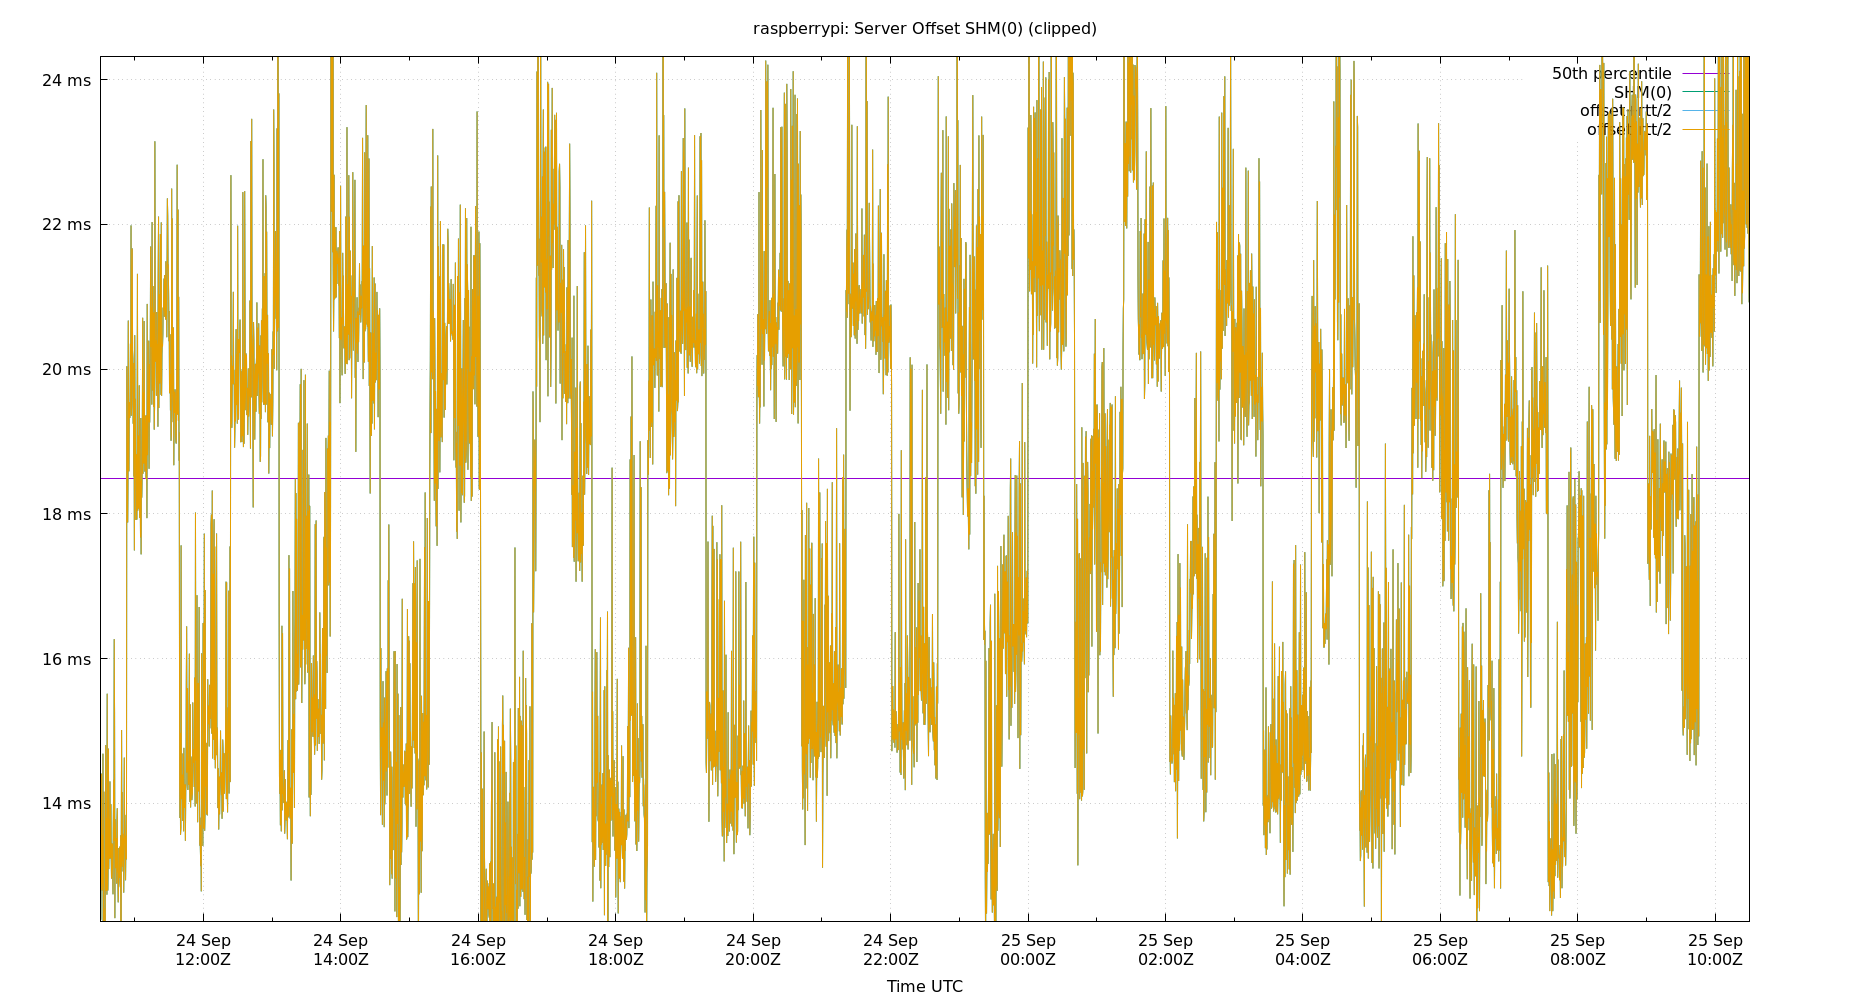 raspberrypi: Server Offset SHM(0) (clipped)
24 ms
22 ms
20 ms
18 ms
16 ms
14 ms
50th percentile
SHM(0)
offset-rtt/2
rtt/2
24 Sep 24 Sep 24 Sep 24 Sep 24 Sep 24 Sep 25 Sep 25 Sep 25 Sep 25 Sep 25 Sep 25 Sep
12:00Z 14:00Z 16:00Z 18:00Z 20:00Z 22:00Z 00:00Z 02:00Z 04:00Z 06:00Z 08:00Z 10:00Z
Time UTC